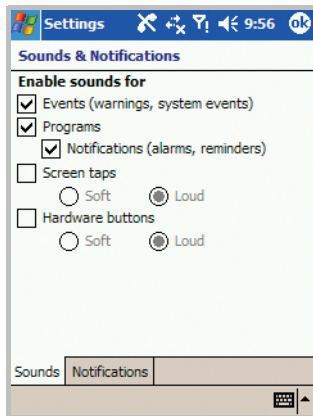 Settings 9:56 ok
Sounds & Notifications
Enable sounds for
Events (warnings, system events)
Programs
Notifications (alarms, reminders)
Screen taps
Soft Loud
Hardware buttons
Soft Loud
Sounds Notifications